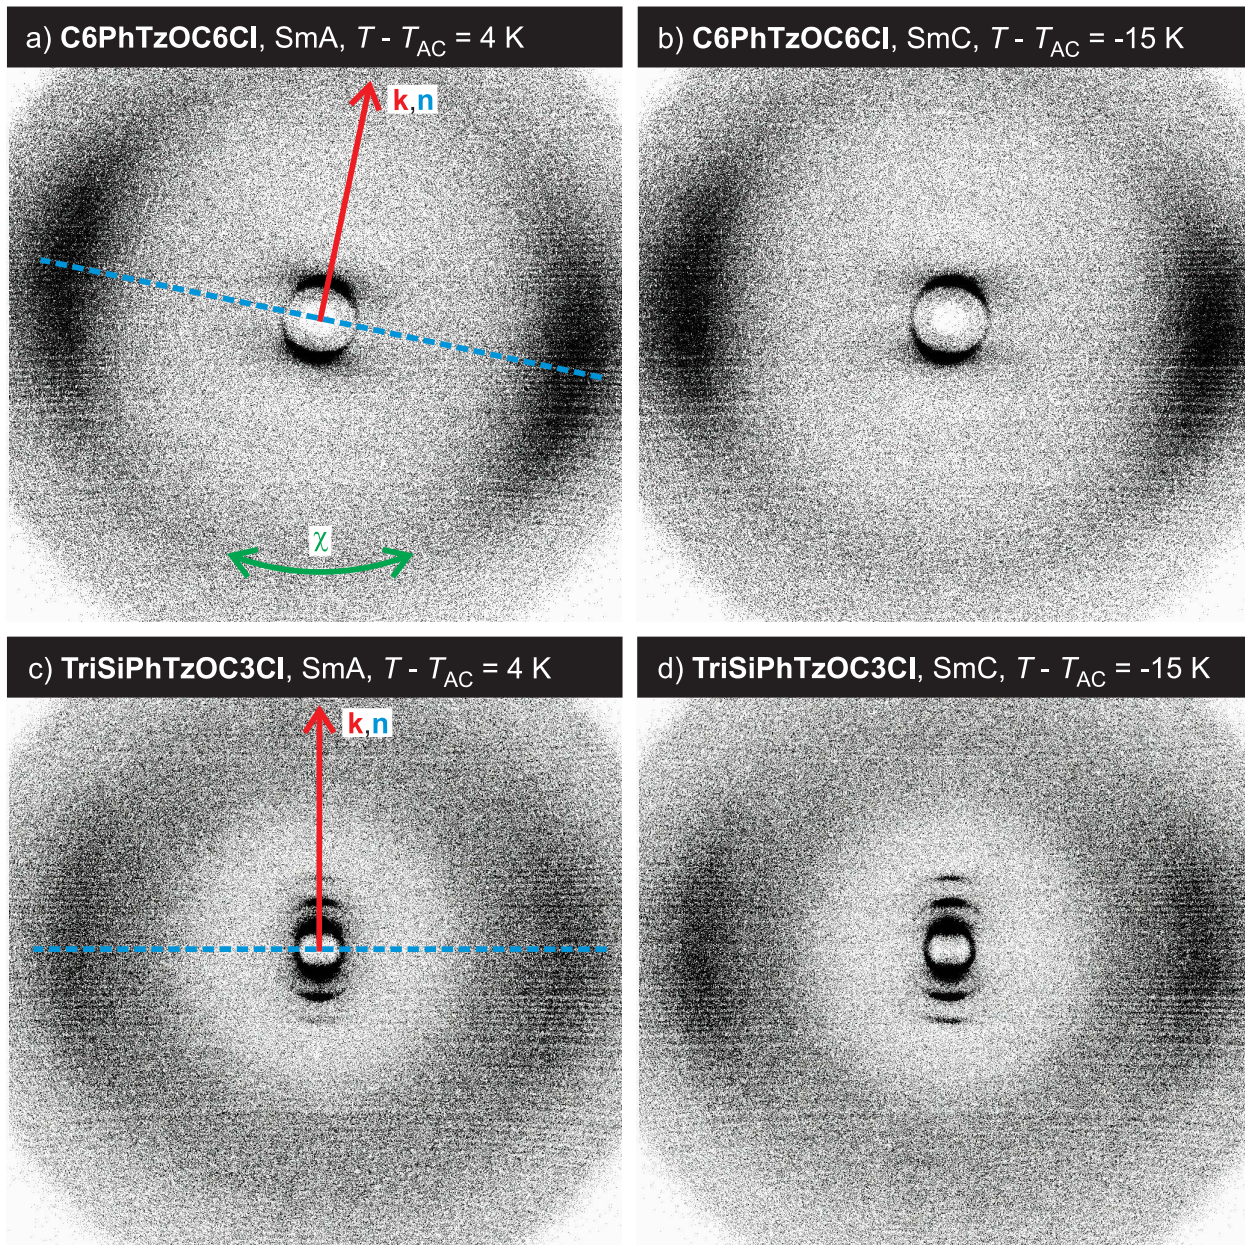 a) C6PhTzOC6Cl, SmA, T - TAC = 4 K
b) C6PhTzOC6Cl, SmC, T - TAC = -15 K
k,n
χ
c) TriSiPhTzOC3Cl, SmA, T - TAC = 4 K
d) TriSiPhTzOC3Cl, SmC, T - TAC = -15 K
k,n